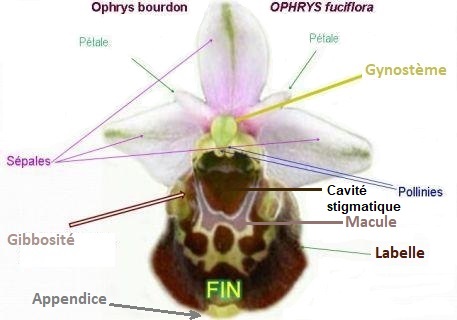 Ophrys bourdon OPHRYS fuciflora
Pétale Pétale
Gynostème
Sépales
Pollinies
Cavité
stigmatique
Macule
Gibbosité
Labelle
FIN
Appendice